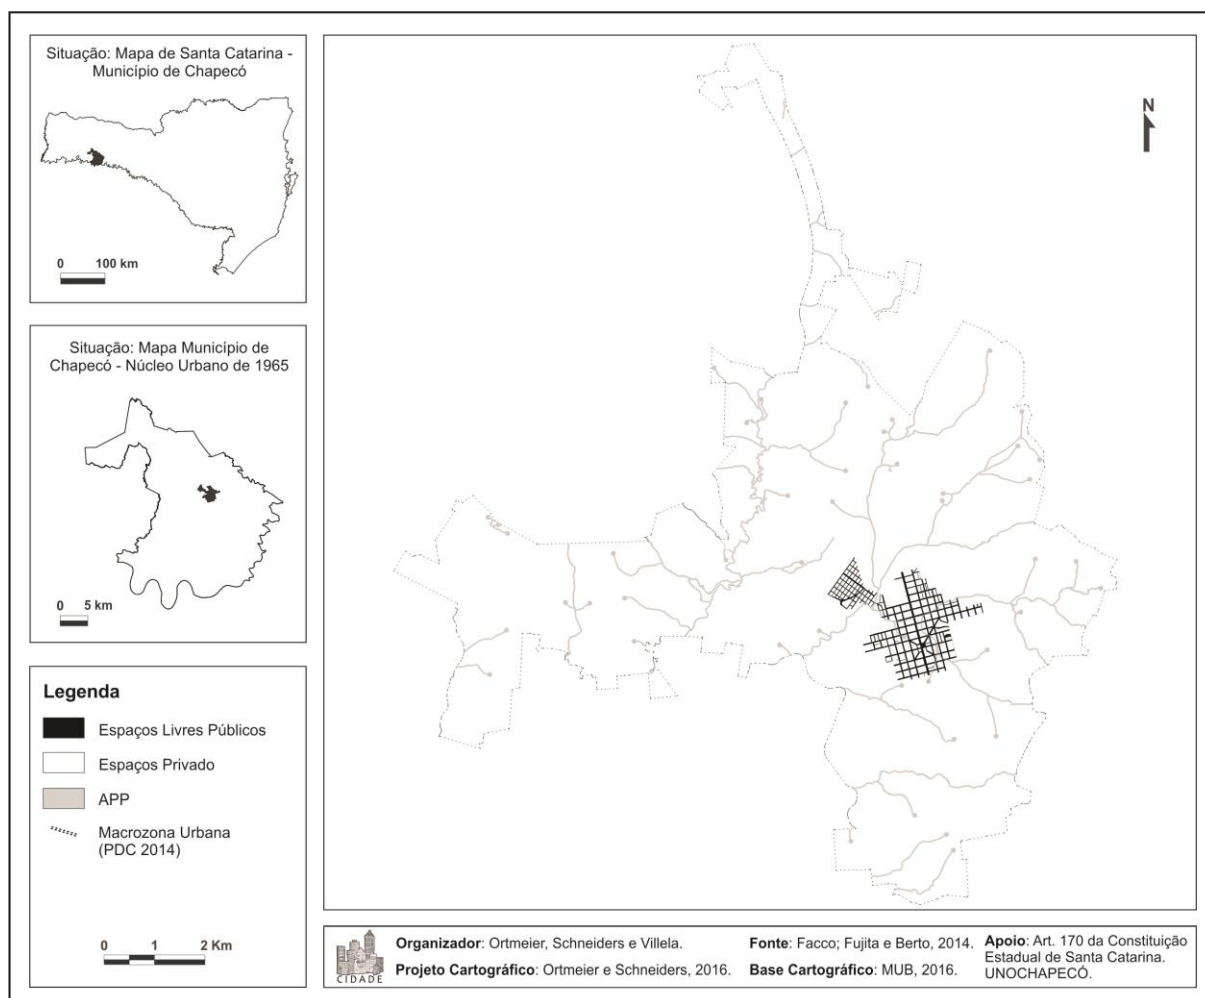 Situação: Mapa de Santa Catarina -
Município de Chapecó
0 100 km
Situação: Mapa Município de
Chapecó - Núcleo Urbano de 1965
0 5 km
Legenda
Espaços Livres Públicos
Espaços Privado
APP
Macrozona Urbana
(PDC 2014)
0 1 2 Km
N
CIDADE
Organizador: Ortmeier, Schneiders e Villela.
Projeto Cartográfico: Ortmeier e Schneiders, 2016.
Fonte: Facco; Fujita e Berto, 2014.
Base Cartográfico: MUB, 2016.
Apoio: Art. 170 da Constituição
Estadual de Santa Catarina.
UNOCHAPECÓ.